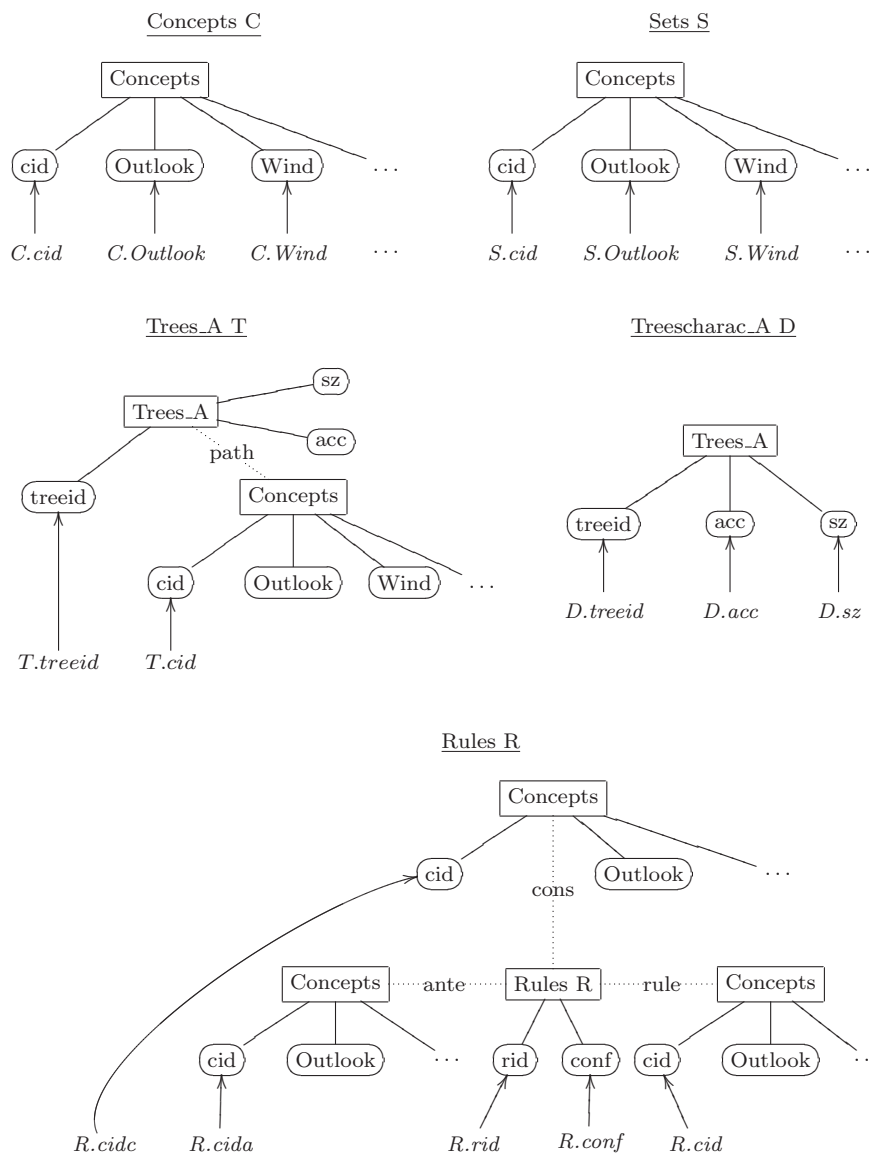 Concepts C Sets S
Concepts Concepts
cid Outlook Wind ... cid Outlook Wind ...
C.cid C.Outlook C.Wind ... S.cid S.Outlook S.Wind ...
Trees_A T Treescharac_A D
sz
Trees_A
acc Trees_A
path
treeid Concepts
treeid acc sz
cid Outlook Wind ...
D.treeid D.acc D.sz
T.treeid T.cid
Rules R
Concepts
cid Outlook ...
cons
Concepts ante Rules R rule Concepts
cid Outlook ... rid conf cid Outlook ..
R.cidc R.cida R.rid R.conf R.cid